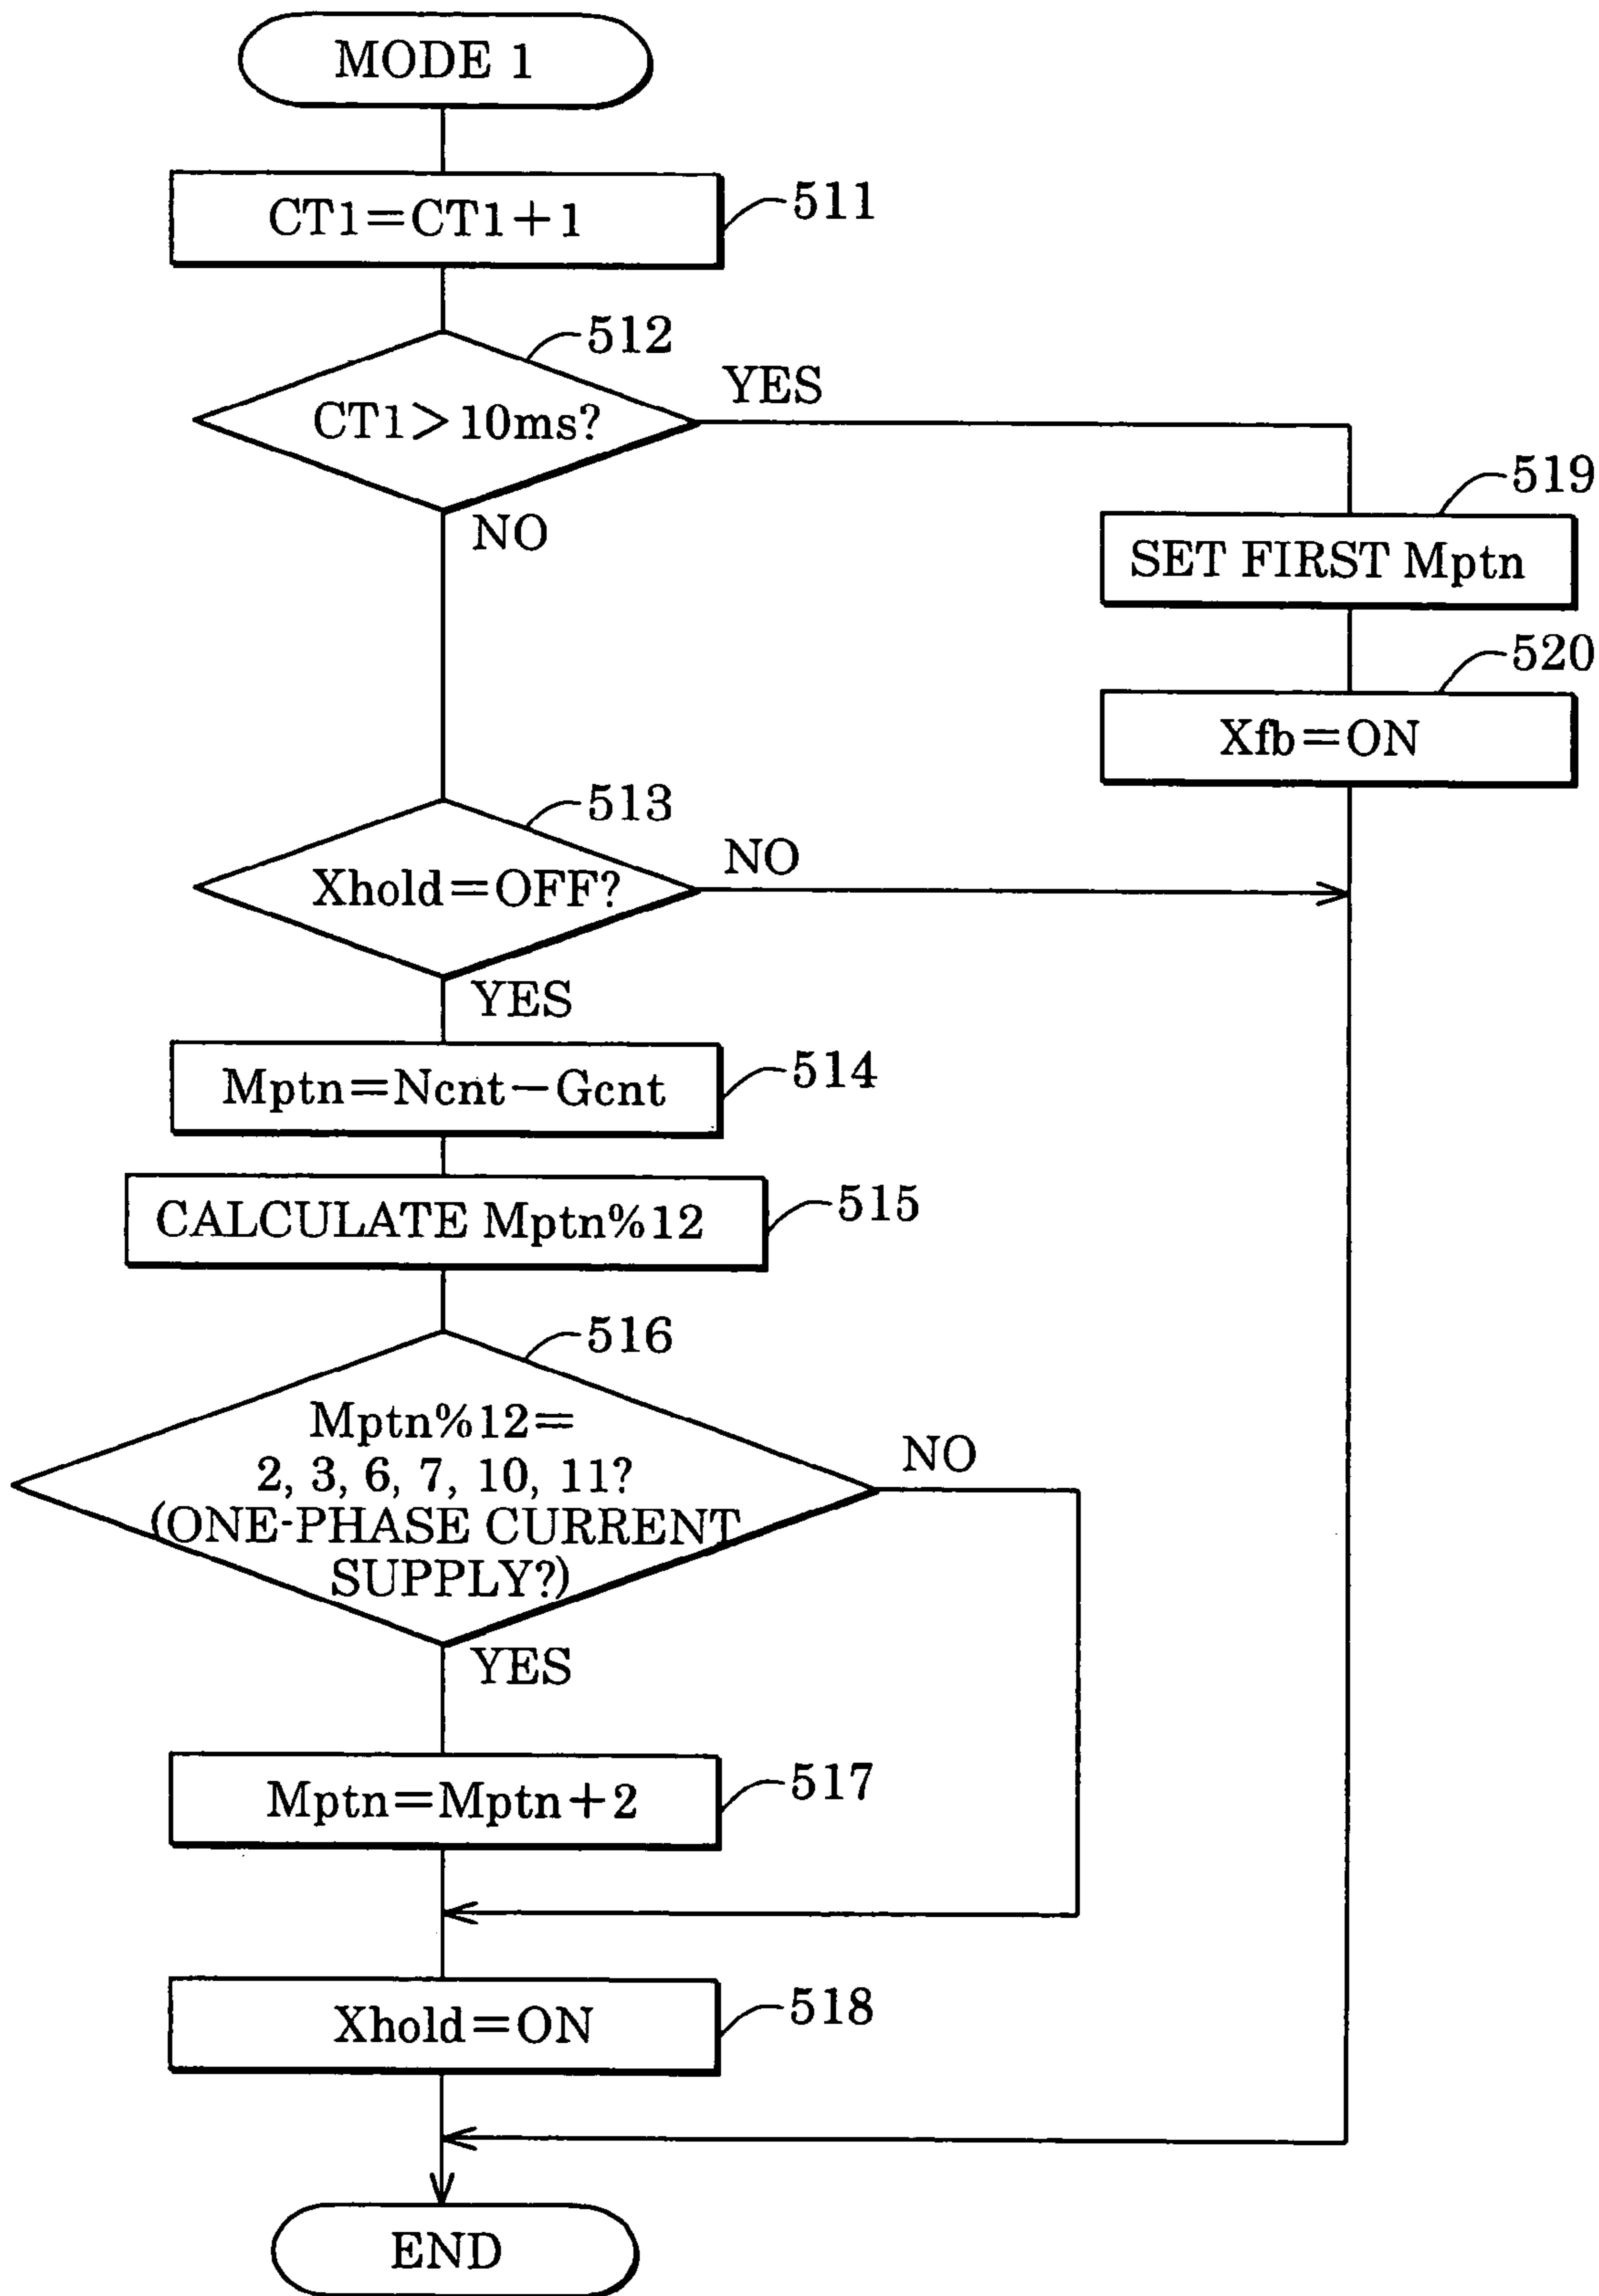 MODE 1
CT1=CT1+1
511
512
CT1>10ms?
YES
NO
519
SET FIRST Mptn
520
Xfb=ON
513
Xhold=OFF?
NO
YES
Mptn=Ncnt-Gcnt
514
CALCULATE Mptn%12
515
516
Mptn%12=
2, 3, 6, 7, 10, 11?
(ONE-PHASE CURRENT
SUPPLY?)
NO
YES
Mptn=Mptn+2
517
Xhold=ON
518
END